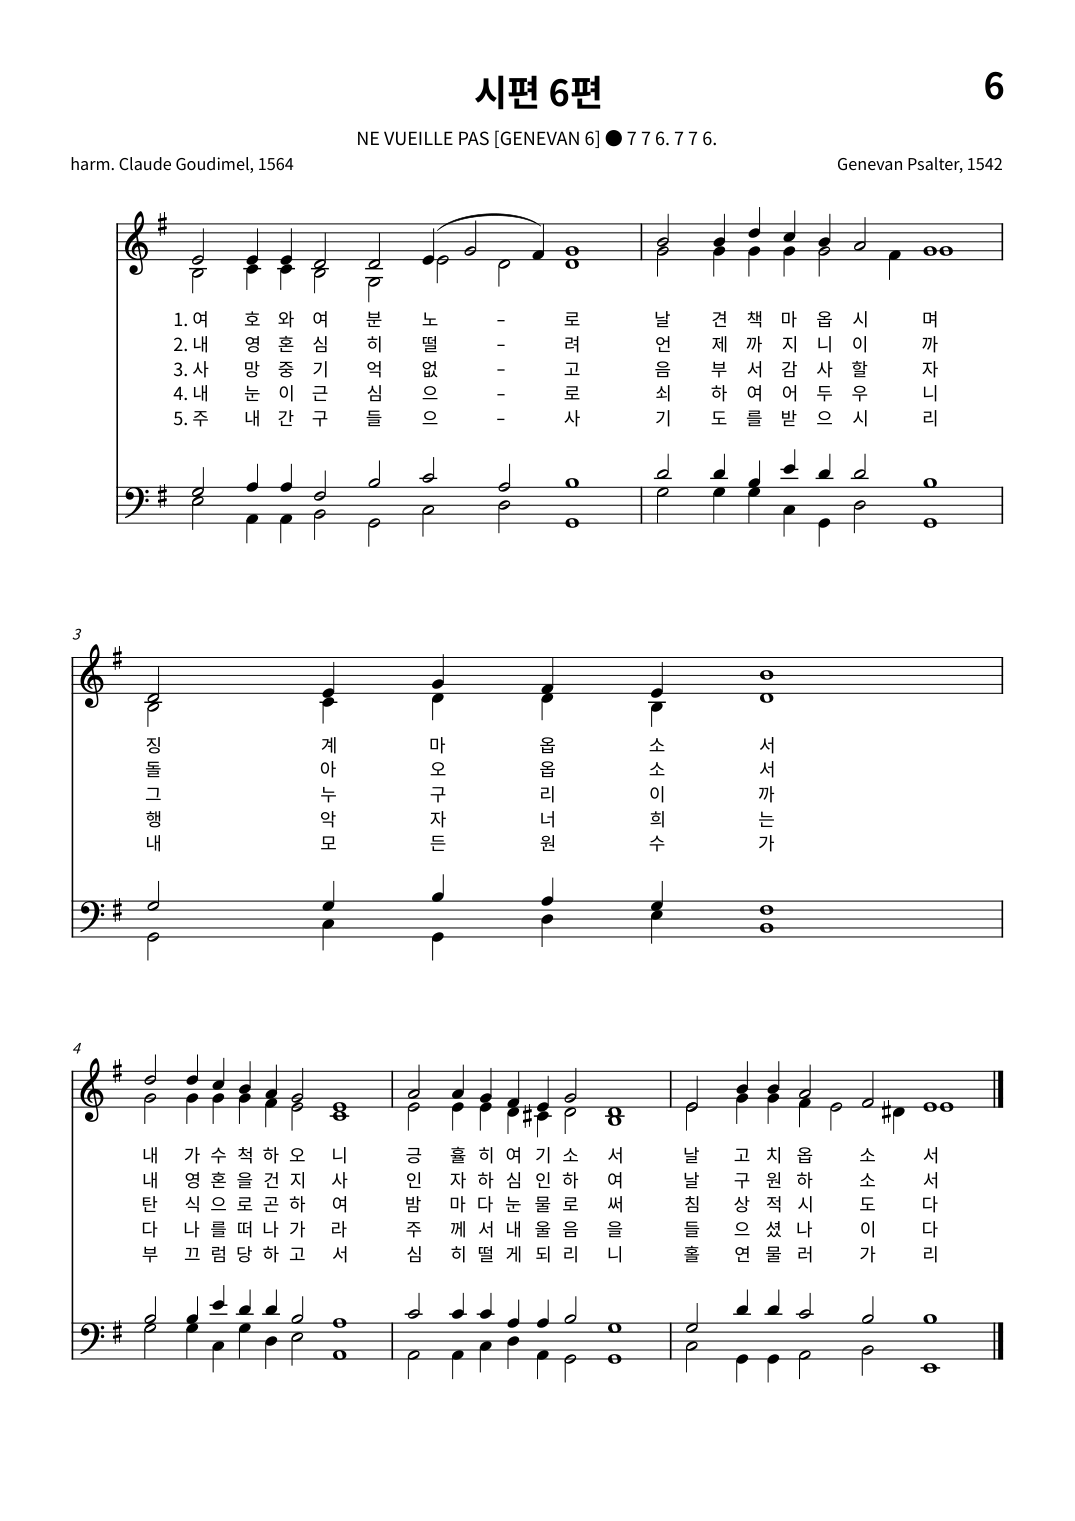 시편 6편
6
NE VUEILLE PAS [GENEVAN 6] ● 7 7 6. 7 7 6.
harm. Claude Goudimel, 1564
Genevan Psalter, 1542
1. 여 호 와 여 분 노 – 로 날 견 책 마 옵 시 며
2. 내 영 혼 심 히 떨 – 려 언 제 까 지 니 이 까
3. 사 망 중 기 억 없 – 고 음 부 서 감 사 할 자
4. 내 눈 이 근 심 으 – 로 쇠 하 여 어 두 우 니
5. 주 내 간 구 들 으 – 사 기 도 를 받 으 시 리
3
징 계 마 옵 소 서
돌 아 오 옵 소 서
그 누 구 리 이 까
행 악 자 너 희 는
내 모 든 원 수 가
4
내 가 수 척 하 오 니 긍 휼 히 여 기 소 서 날 고 치 옵 소 서
내 영 혼 을 건 지 사 인 자 하 심 인 하 여 날 구 원 하 소 서
탄 식 으 로 곤 하 여 밤 마 다 눈 물 로 써 침 상 적 시 도 다
다 나 를 떠 나 가 라 주 께 서 내 울 음 을 들 으 셨 나 이 다
부 끄 럼 당 하 고 서 심 히 떨 게 되 리 니 홀 연 물 러 가 리